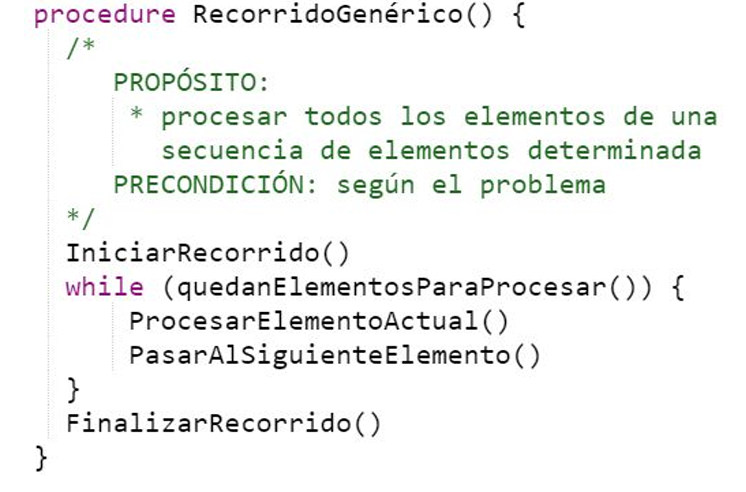 procedure RecorridoGenérico() {
/*
PROPÓSITO:
* procesar todos los elementos de una
secuencia de elementos determinada
PRECONDICIÓN: según el problema
*/
IniciarRecorrido()
while (quedanElementosParaProcesar()) {
ProcesarElementoActual()
PasarAlSiguienteElemento()
}
FinalizarRecorrido()
}